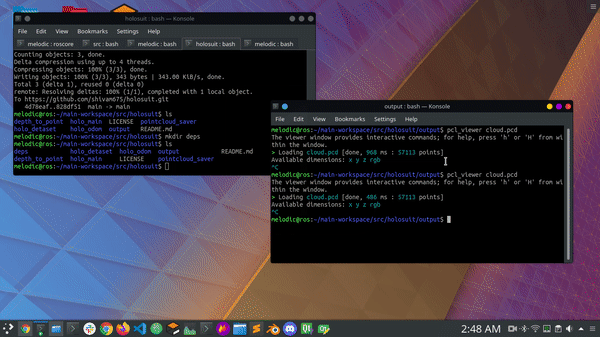 holosuit : bash — Konsole
File Edit View Bookmarks Settings Help
melodic : roscore src : bash melodic : bash holosuit : bash melodic : bash
Counting objects: 3, done.
Delta compression using up to 4 threads.
Compressing objects: 100% (3/3), done.
Writing objects: 100% (3/3), 343 bytes | 343.00 KiB/s, done.
Total 3 (delta 1), reused 0 (delta 0)
remote: Resolving deltas: 100% (1/1), completed with 1 local object.
To https://github.com/shivam675/holosuit.git
4d78eaf..828df51 main -> main
melodic@ros:~/main-workspace/src/holosuit$ ls
depth_to_point holo_main LICENSE pointcloud_saver
holo_detaset holo_odom output README.md
melodic@ros:~/main-workspace/src/holosuit$ mkdir deps
melodic@ros:~/main-workspace/src/holosuit$ ls
deps holo_dataset holo_odom output README.md
depth_to_point holo_main LICENSE pointcloud_saver
melodic@ros:~/main-workspace/src/holosuit$
output : bash — Konsole
File Edit View Bookmarks Settings Help
melodic@ros:~/main-workspace/src/holosuit/output$ pcl_viewer cloud.pcd
The viewer window provides interactive commands; for help, press 'h' or 'H' from wi
thin the window.
> Loading cloud.pcd [done, 968 ms : 57113 points]
Available dimensions: x y z rgb
^C
melodic@ros:~/main-workspace/src/holosuit/output$ pcl_viewer cloud.pcd
The viewer window provides interactive commands; for help, press 'h' or 'H' from wi
thin the window.
> Loading cloud.pcd [done, 486 ms : 57113 points]
Available dimensions: x y z rgb
^C
melodic@ros:~/main-workspace/src/holosuit/output$
2:48 AM